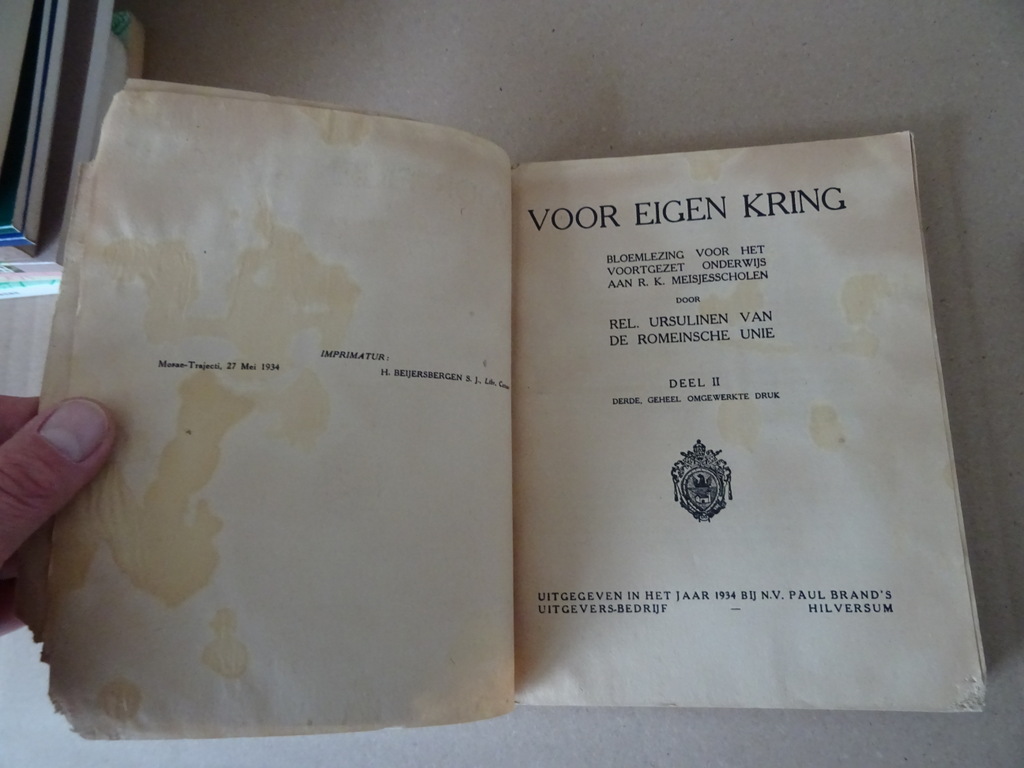 IMPRIMATUR:
Mosae-Trajecti, 27 Mei 1934
H. BEIJERSBERGEN S. J., Libr. Cens
VOOR EIGEN KRING
BLOEMLEZING VOOR HET
VOORTGEZET ONDERWIJS
AAN R. K. MEISJESSCHOLEN
DOOR
REL. URSULINEN VAN
DE ROMEINSCHE UNIE
DEEL II
DERDE, GEHEEL OMGEWERKTE DRUK
UITGEGEVEN IN HET JAAR 1934 BIJ N.V. PAUL BRAND'S
UITGEVERS-BEDRIJF — HILVERSUM